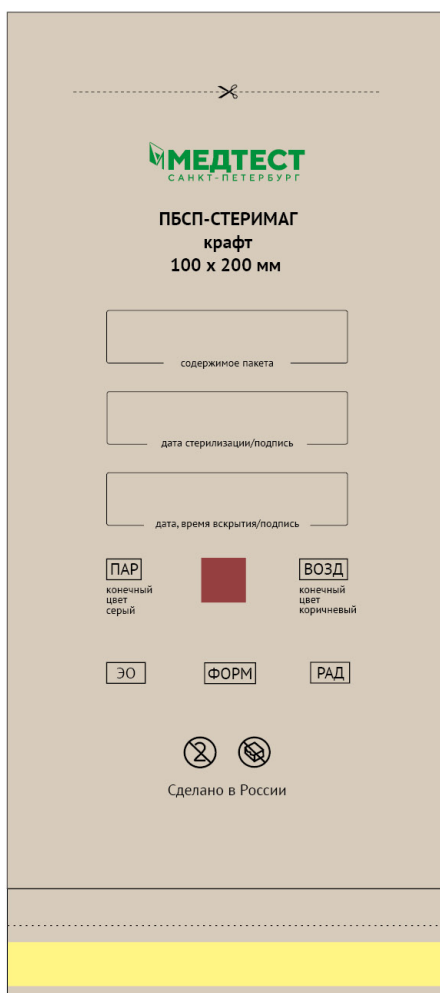 МЕДТЕСТ
САНКТ-ПЕТЕРБУРГ
ПБСП-СТЕРИМАГ
крафт
100 х 200 мм
содержимое пакета
дата стерилизации/подпись
дата, время вскрытия/подпись
ПАР
конечный
цвет
серый
ВОЗД
конечный
цвет
коричневый
ЭО
ФОРМ
РАД
2
Сделано в России